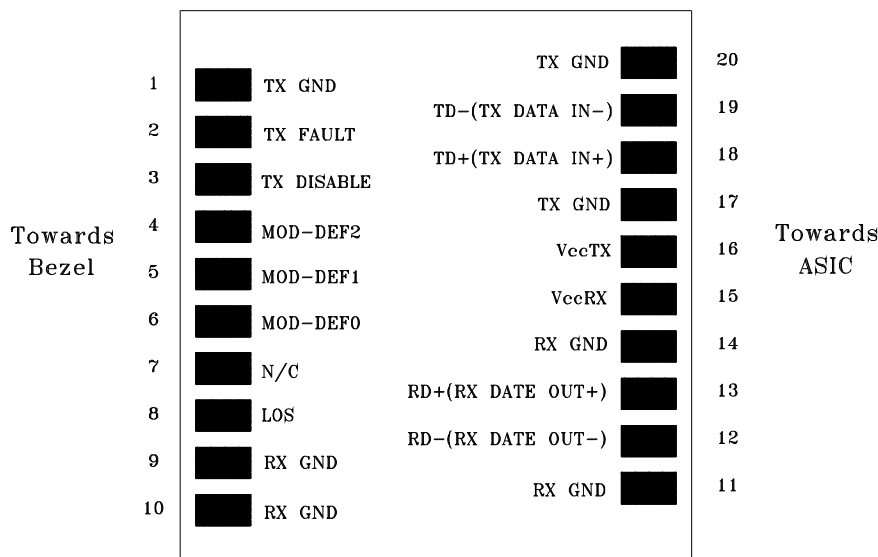 Towards
Bezel
1 TX GND
2 TX FAULT
3 TX DISABLE
4 MOD-DEF2
5 MOD-DEF1
6 MOD-DEF0
7 N/C
8 LOS
9 RX GND
10 RX GND
TX GND 20
TD-(TX DATA IN-) 19
TD+(TX DATA IN+) 18
TX GND 17
VccTX 16
VccRX 15
RX GND 14
RD+(RX DATE OUT+) 13
RD-(RX DATE OUT-) 12
RX GND 11
Towards
ASIC